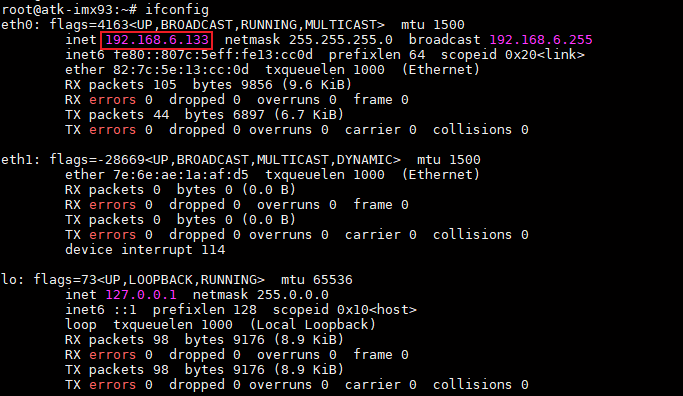 root@atk-imx93:~# ifconfig
eth0: flags=4163<UP,BROADCAST,RUNNING,MULTICAST>  mtu 1500
        inet 192.168.6.133  netmask 255.255.255.0  broadcast 192.168.6.255
        inet6 fe80::807c:5eff:fe13:cc0d  prefixlen 64  scopeid 0x20<link>
        ether 82:7c:5e:13:cc:0d  txqueuelen 1000  (Ethernet)
        RX packets 105  bytes 9856 (9.6 KiB)
        RX errors 0  dropped 0  overruns 0  frame 0
        TX packets 44  bytes 6897 (6.7 KiB)
        TX errors 0  dropped 0 overruns 0  carrier 0  collisions 0
eth1: flags=-28669<UP,BROADCAST,MULTICAST,DYNAMIC>  mtu 1500
        ether 7e:6e:ae:1a:af:d5  txqueuelen 1000  (Ethernet)
        RX packets 0  bytes 0 (0.0 B)
        RX errors 0  dropped 0  overruns 0  frame 0
        TX packets 0  bytes 0 (0.0 B)
        TX errors 0  dropped 0 overruns 0  carrier 0  collisions 0
        device interrupt 114
lo: flags=73<UP,LOOPBACK,RUNNING>  mtu 65536
        inet 127.0.0.1  netmask 255.0.0.0
        inet6 ::1  prefixlen 128  scopeid 0x10<host>
        loop  txqueuelen 1000  (Local Loopback)
        RX packets 98  bytes 9176 (8.9 KiB)
        RX errors 0  dropped 0  overruns 0  frame 0
        TX packets 98  bytes 9176 (8.9 KiB)
        TX errors 0  dropped 0 overruns 0  carrier 0  collisions 0